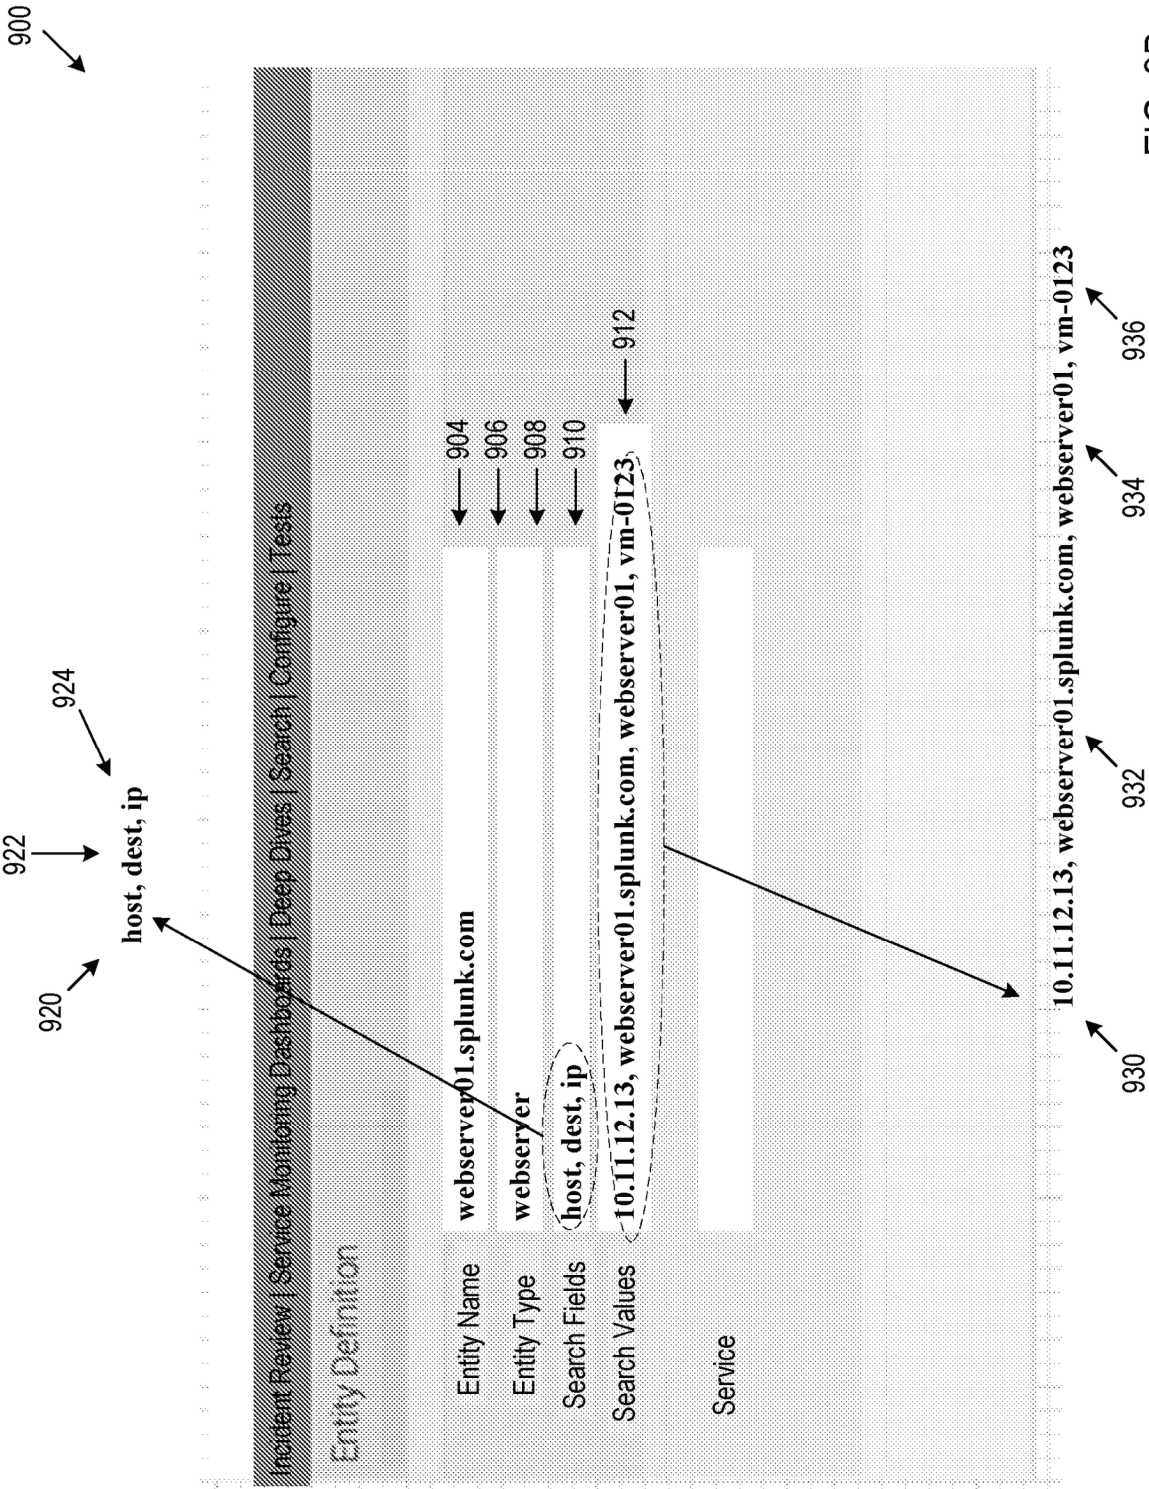 900
920
922
924
host, dest, ip
Incident Review | Service Monitoring Dashboards | Deep Dives | Search | Configure | Tests
Entity Definition
Entity Name
webserver01.splunk.com
904
906
Entity Type
webserver
908
Search Fields
host, dest, ip
910
Search Values
10.11.12.13, webserver01.splunk.com, webserver01, vm-0123
912
Service
10.11.12.13, webserver01.splunk.com, webserver01, vm-0123
930
932
934
936
FIG.